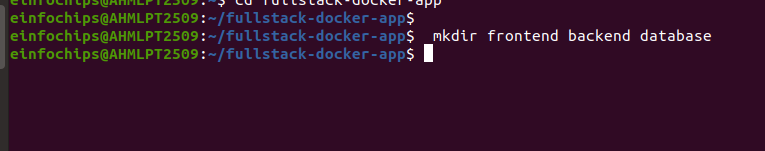 einfochips@AHMLPT2509:~$ cd fullstack-docker-app
einfochips@AHMLPT2509:~/fullstack-docker-app$
einfochips@AHMLPT2509:~/fullstack-docker-app$  mkdir frontend backend database
einfochips@AHMLPT2509:~/fullstack-docker-app$